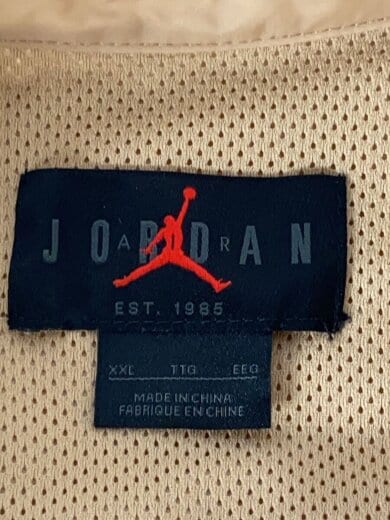 JORDAN
AIR
EST. 1985
XXL TTG EEG
MADE IN CHINA
FABRIQUE EN CHINE